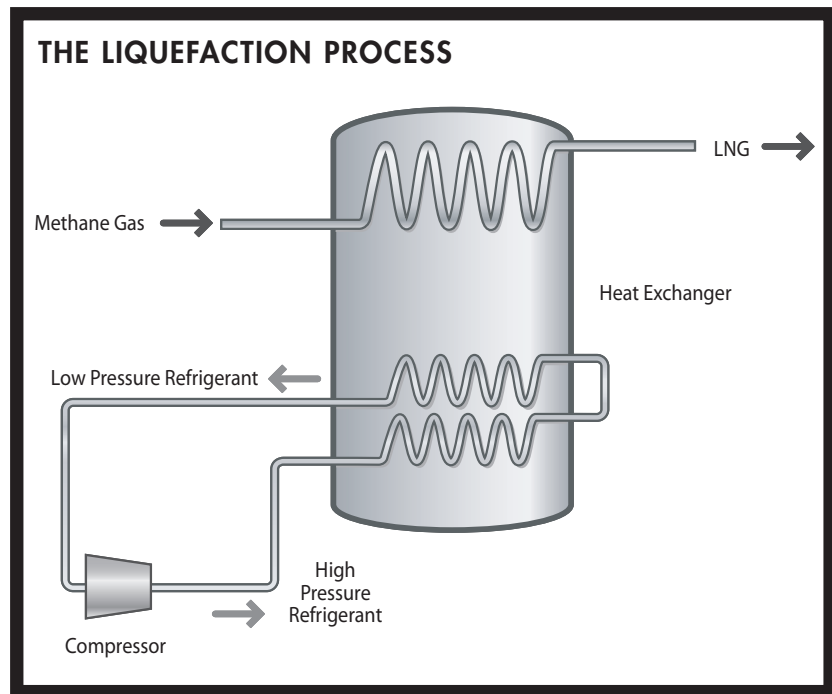 THE LIQUEFACTION PROCESS
LNG
Methane Gas
Heat Exchanger
Low Pressure Refrigerant
High
Pressure
Refrigerant
Compressor